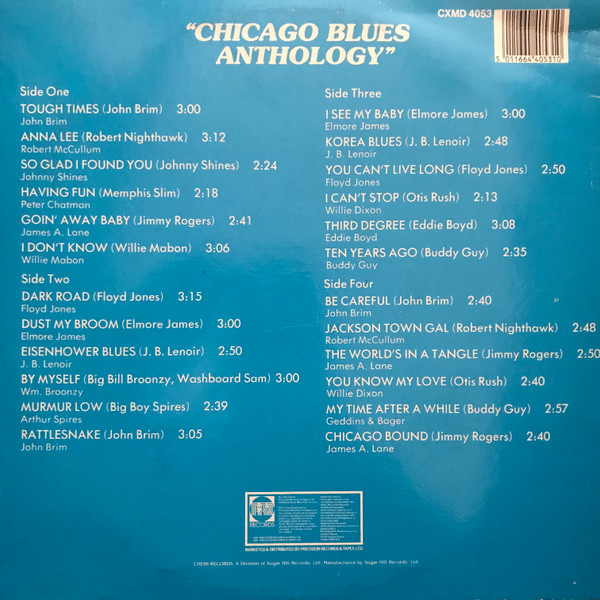 "CHICAGO BLUES
ANTHOLOGY"
CXMD 4053
5 011664 405310
Side One
TOUGH TIMES (John Brim) 3:00
John Brim
ANNA LEE (Robert Nighthawk) 3:12
Robert McCullum
SO GLAD I FOUND YOU (Johnny Shines) 2:24
Johnny Shines
HAVING FUN (Memphis Slim) 2:18
Peter Chatman
GOIN' AWAY BABY (Jimmy Rogers) 2:41
James A. Lane
I DON'T KNOW (Willie Mabon) 3:06
Willie Mabon
Side Two
DARK ROAD (Floyd Jones) 3:15
Floyd Jones
DUST MY BROOM (Elmore James) 3:00
Elmore James
EISENHOWER BLUES (J. B. Lenoir) 2:50
J. B. Lenoir
BY MYSELF (Big Bill Broonzy, Washboard Sam) 3:00
Wm. Broonzy
MURMUR LOW (Big Boy Spires) 2:39
Arthur Spires
RATTLESNAKE (John Brim) 3:05
John Brim
Side Three
I SEE MY BABY (Elmore James) 3:00
Elmore James
KOREA BLUES (J. B. Lenoir) 2:48
J. B. Lenoir
YOU CAN'T LIVE LONG (Floyd Jones) 2:50
Floyd Jones
I CAN'T STOP (Otis Rush) 2:13
Willie Dixon
THIRD DEGREE (Eddie Boyd) 3:08
Eddie Boyd
TEN YEARS AGO (Buddy Guy) 2:35
Buddy Guy
Side Four
BE CAREFUL (John Brim) 2:40
John Brim
JACKSON TOWN GAL (Robert Nighthawk) 2:48
Robert McCullum
THE WORLD'S IN A TANGLE (Jimmy Rogers) 2:50
James A. Lane
YOU KNOW MY LOVE (Otis Rush) 2:40
Willie Dixon
MY TIME AFTER A WHILE (Buddy Guy) 2:57
Geddins & Bager
CHICAGO BOUND (Jimmy Rogers) 2:40
James A. Lane
RECORDS
MARKETED & DISTRIBUTED BY PRECISION RECORDS & TAPES LTD.
CHESS RECORDS. A Division of Sugar Hill Records. Ltd. Manufactured by Sugar Hill Records. Ltd.